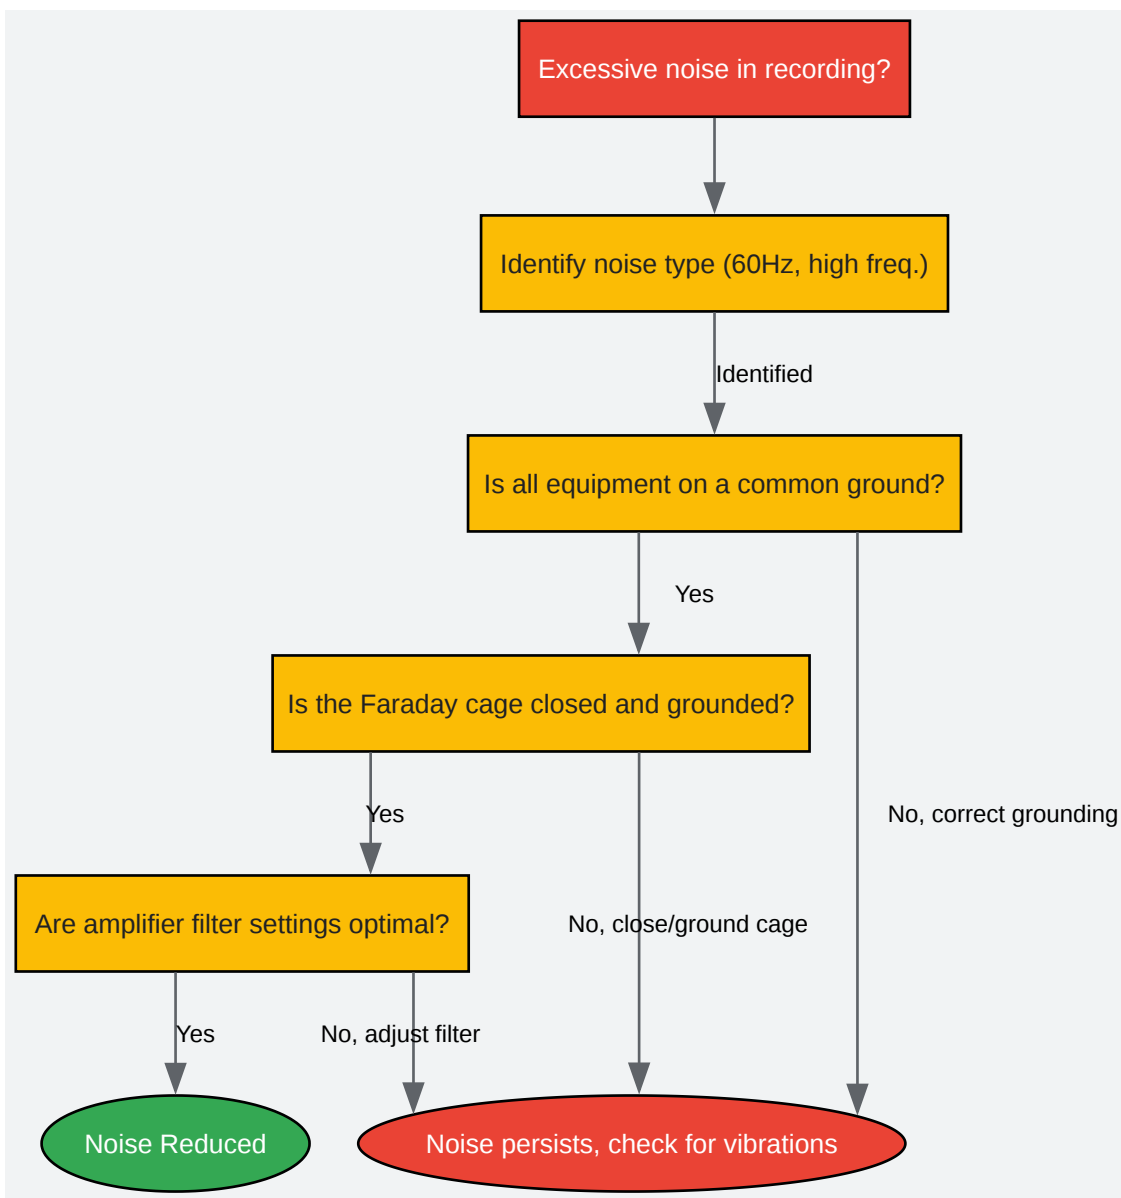 Excessive noise in recording?
Identify noise type (60Hz, high freq.)
Identified
Is all equipment on a common ground?
Yes
Is the Faraday cage closed and grounded?
Yes
No, correct grounding
Are amplifier filter settings optimal?
No, close/ground cage
Yes
No, adjust filter
Noise Reduced
Noise persists, check for vibrations